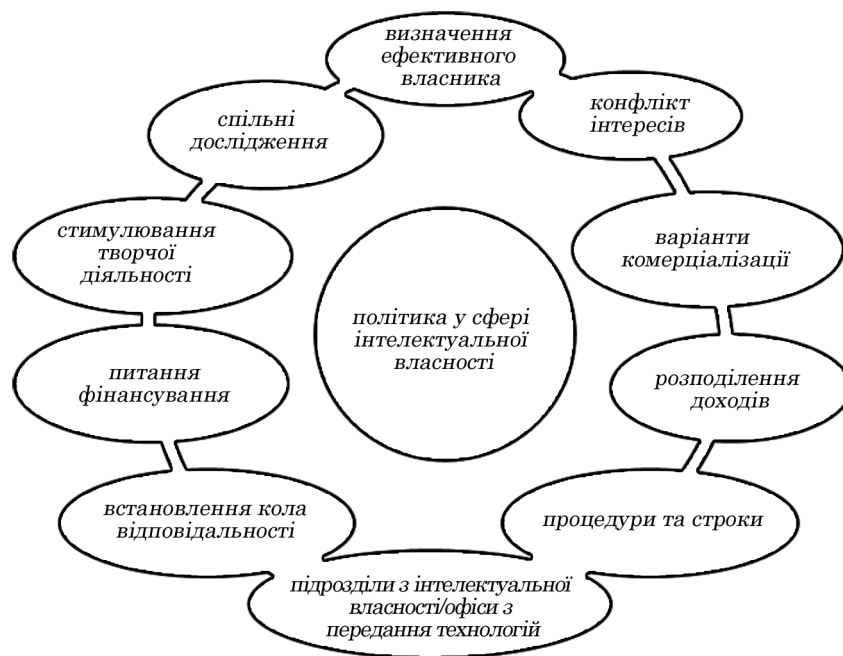 визначення
ефективного
власника
конфлікт
інтересів
варіанти
комерціалізації
розподілення
доходів
процедури та строки
підрозділи з інтелектуальної
власності/офіси з
передання технологій
встановлення кола
відповідальності
питання
фінансування
стимулювання
творчої
діяльності
спільні
дослідження
політика у сфері
інтелектуальної
власності